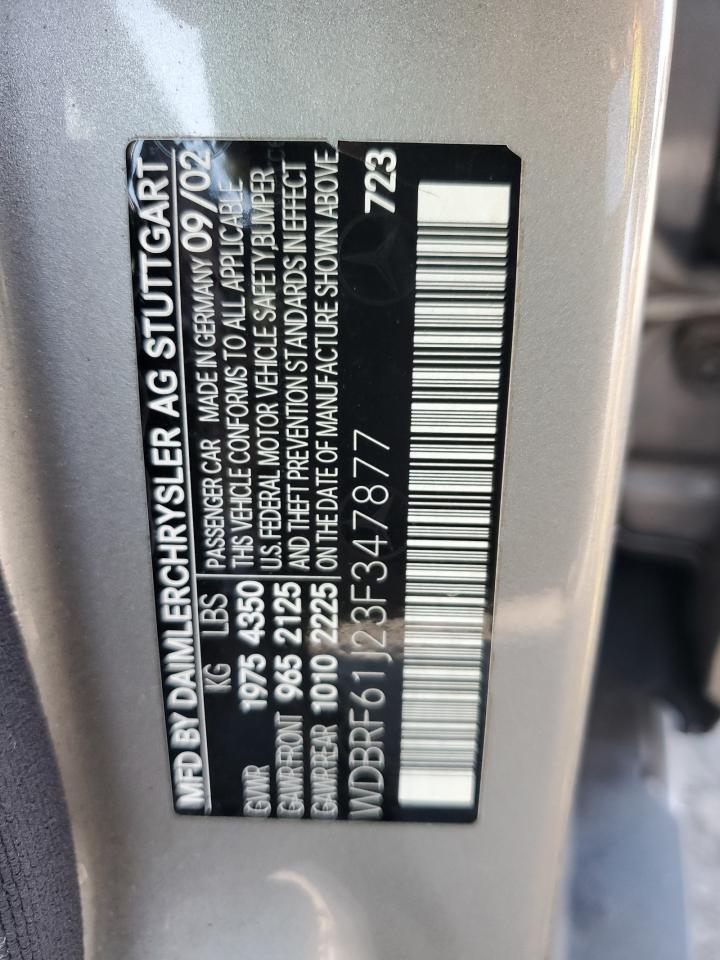 MFD BY DAIMLERCHRYSLER AG STUTTGART
KG LBS PASSENGER CAR MADE IN GERMANY 09/02
GVWR 1975 4350 THIS VEHICLE CONFORMS TO ALL APPLICABLE
U.S. FEDERAL MOTOR VEHICLE SAFETY,BUMPER
GAWR FRONT 965 2125 AND THEFT PREVENTION STANDARDS IN EFFECT
GAWR REAR 1010 2225 ON THE DATE OF MANUFACTURE SHOWN ABOVE
WDBRF61J23F347877 723